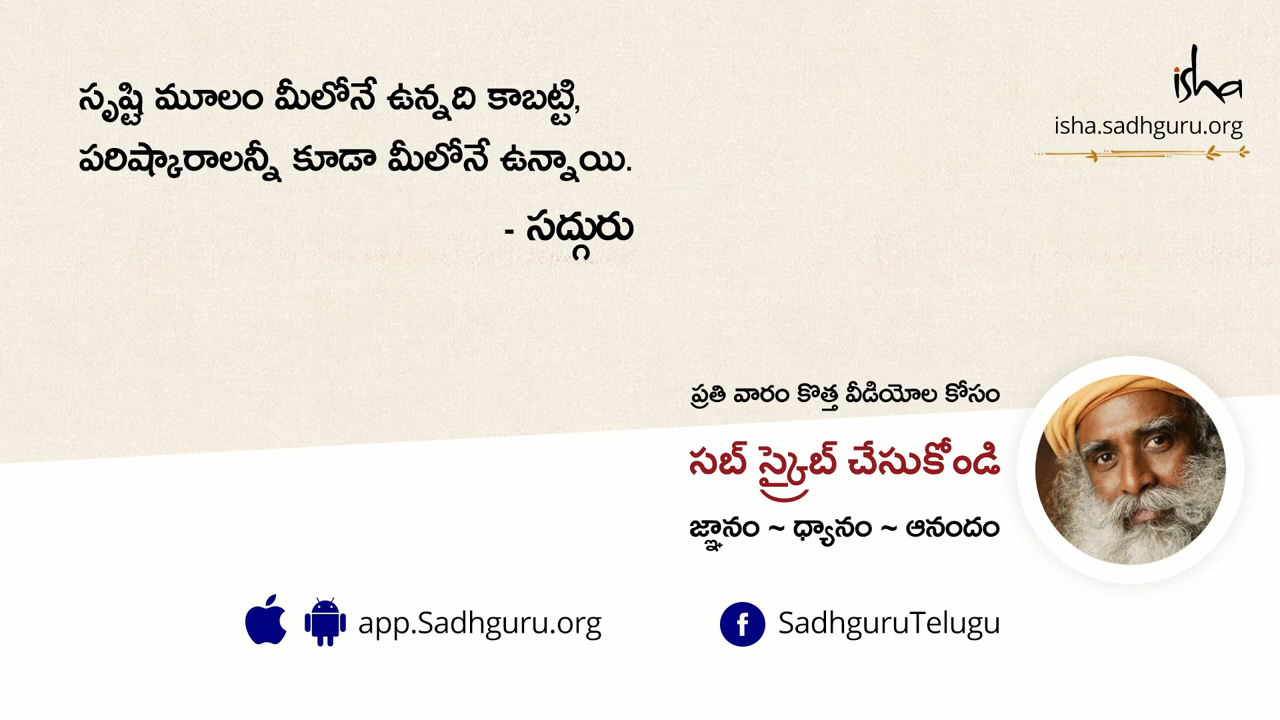 సృష్టి మూలం మీలోనే ఉన్నది కాబట్టి,
పరిష్కారాలన్నీ కూడా మీలోనే ఉన్నాయి.
- సద్గురు
isha
isha.sadhguru.org
ప్రతి వారం కొత్త వీడియోల కోసం
సబ్ స్క్రైబ్ చేసుకోండి
జ్ఞానం ~ ధ్యానం ~ ఆనందం
app.Sadhguru.org
f SadhguruTelugu